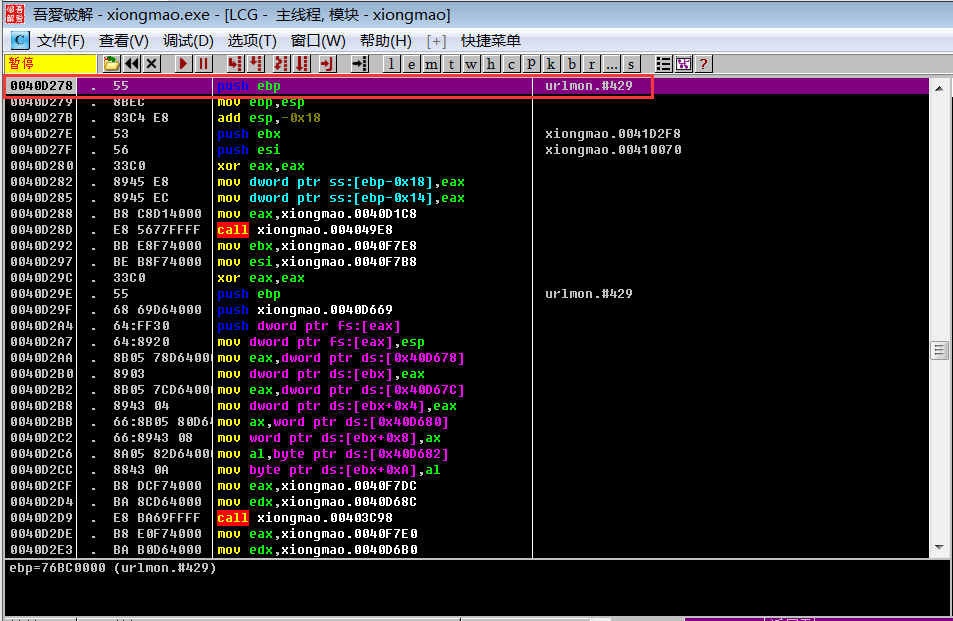 吾爱破解
吾愛破解 - xiongmao.exe - [LCG - 主线程, 模块 - xiongmao]
C 文件(F) 查看(V) 调试(D) 选项(T) 窗口(W) 帮助(H) [+] 快捷菜单
暂停 l e m t w h c p k b r ... s ?
0040D278 . 55 push ebp urlmon.#429
0040D279 . 8BEC mov ebp,esp
0040D27B . 83C4 E8 add esp,-0x18
0040D27E . 53 push ebx xiongmao.0041D2F8
0040D27F . 56 push esi xiongmao.00410070
0040D280 . 33C0 xor eax,eax
0040D282 . 8945 E8 mov dword ptr ss:[ebp-0x18],eax
0040D285 . 8945 EC mov dword ptr ss:[ebp-0x14],eax
0040D288 . B8 C8D14000 mov eax,xiongmao.0040D1C8
0040D28D . E8 5677FFFF call xiongmao.004049E8
0040D292 . BB E8F74000 mov ebx,xiongmao.0040F7E8
0040D297 . BE B8F74000 mov esi,xiongmao.0040F7B8
0040D29C . 33C0 xor eax,eax
0040D29E . 55 push ebp urlmon.#429
0040D29F . 68 69D64000 push xiongmao.0040D669
0040D2A4 . 64:FF30 push dword ptr fs:[eax]
0040D2A7 . 64:8920 mov dword ptr fs:[eax],esp
0040D2AA . 8B05 78D6400 mov eax,dword ptr ds:[0x40D678]
0040D2B0 . 8903 mov dword ptr ds:[ebx],eax
0040D2B2 . 8B05 7CD6400 mov eax,dword ptr ds:[0x40D67C]
0040D2B8 . 8943 04 mov dword ptr ds:[ebx+0x4],eax
0040D2BB . 66:8B05 80D64 mov ax,word ptr ds:[0x40D680]
0040D2C2 . 66:8943 08 mov word ptr ds:[ebx+0x8],ax
0040D2C6 . 8A05 82D6400 mov al,byte ptr ds:[0x40D682]
0040D2CC . 8843 0A mov byte ptr ds:[ebx+0xA],al
0040D2CF . B8 DCF74000 mov eax,xiongmao.0040F7DC
0040D2D4 . BA 8CD64000 mov edx,xiongmao.0040D68C
0040D2D9 . E8 BA69FFFF call xiongmao.00403C98
0040D2DE . B8 E0F74000 mov eax,xiongmao.0040F7E0
0040D2E3 . BA B0D64000 mov edx,xiongmao.0040D6B0
ebp=76BC0000 (urlmon.#429)